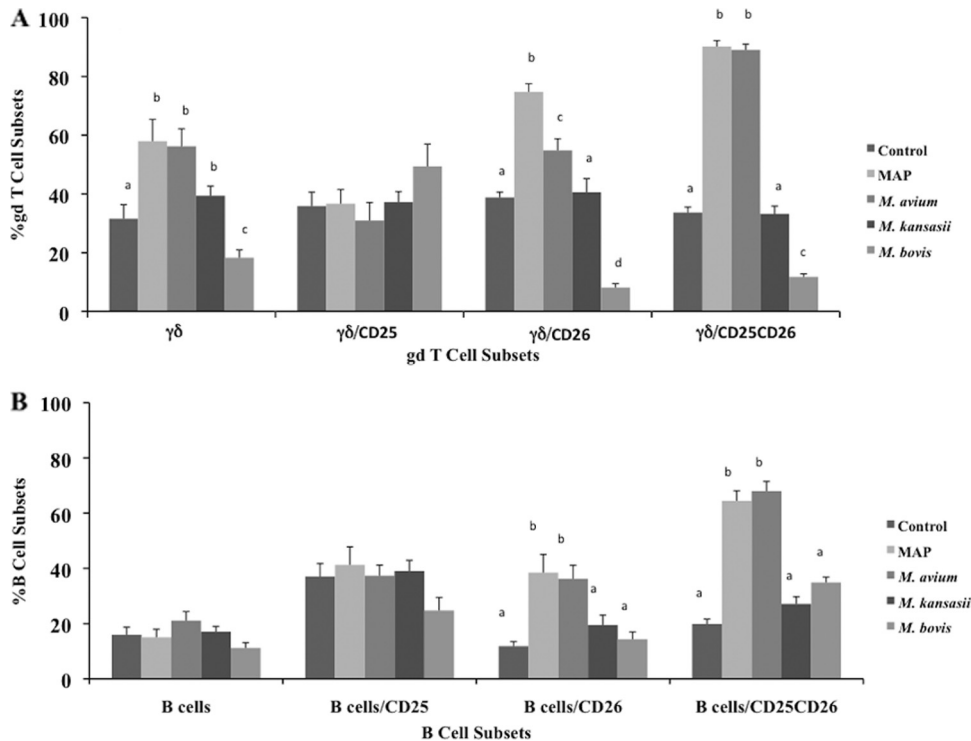 A
%gd T Cell Subsets
100
80
60
40
20
0
a b b b c
a b c a d
a b b a c
γδ γδ/CD25 γδ/CD26 γδ/CD25CD26
gd T Cell Subsets
Control
MAP
M. avium
M. kansasii
M. bovis
B
%B Cell Subsets
100
80
60
40
20
0
a b b a a
a b b a a
B cells B cells/CD25 B cells/CD26 B cells/CD25CD26
B Cell Subsets
Control
MAP
M. avium
M. kansasii
M. bovis